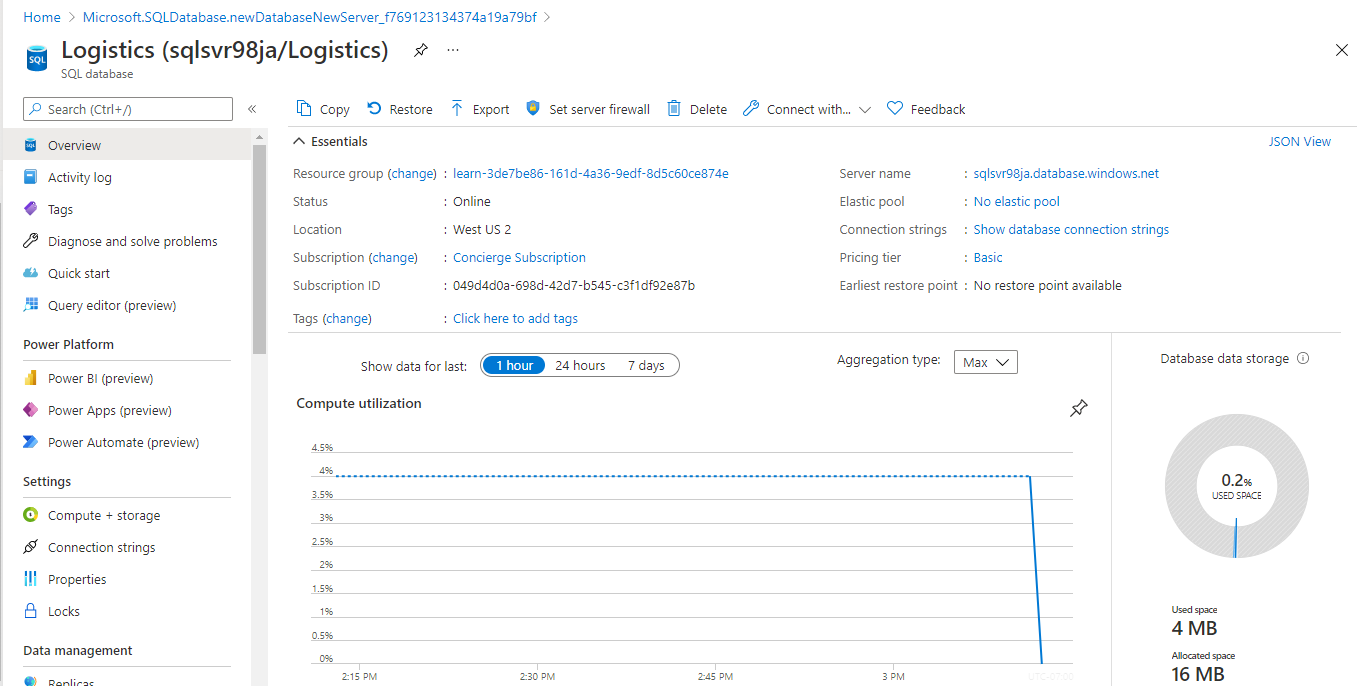 Home > Microsoft.SQLDatabase.newDatabaseNewServer_f769123134374a19a79bf >
Logistics (sqlsvr98ja/Logistics) ...
SQL database
Search (Ctrl+/)
«
Copy Restore Export Set server firewall Delete Connect with... Feedback
Overview
Activity log
Tags
Diagnose and solve problems
Quick start
Query editor (preview)
Power Platform
Power BI (preview)
Power Apps (preview)
Power Automate (preview)
Settings
Compute + storage
Connection strings
Properties
Locks
Data management
Replicas
Essentials
JSON View
Resource group (change) : learn-3de7be86-161d-4a36-9edf-8d5c60ce874e
Status : Online
Location : West US 2
Subscription (change) : Concierge Subscription
Subscription ID : 049d4d0a-698d-42d7-b545-c3f1df92e87b
Tags (change) : Click here to add tags
Server name : sqlsvr98ja.database.windows.net
Elastic pool : No elastic pool
Connection strings : Show database connection strings
Pricing tier : Basic
Earliest restore point : No restore point available
Show data for last: 1 hour 24 hours 7 days
Aggregation type: Max
Compute utilization
4.5%
4%
3.5%
3%
2.5%
2%
1.5%
1%
0.5%
0%
2:15 PM 2:30 PM 2:45 PM 3 PM UTC-07:00
Database data storage
0.2%
USED SPACE
Used space
4 MB
Allocated space
16 MB